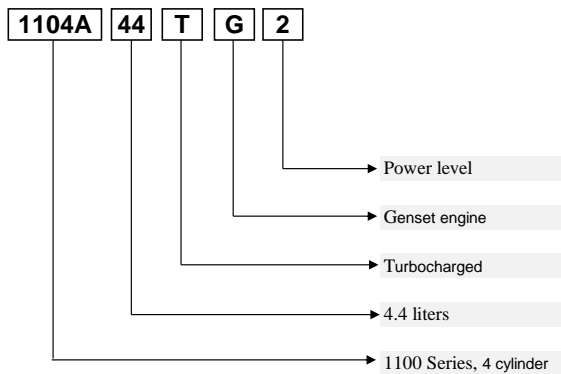 1104A 44 T G 2
Power level
Genset engine
Turbocharged
4.4 liters
1100 Series, 4 cylinder